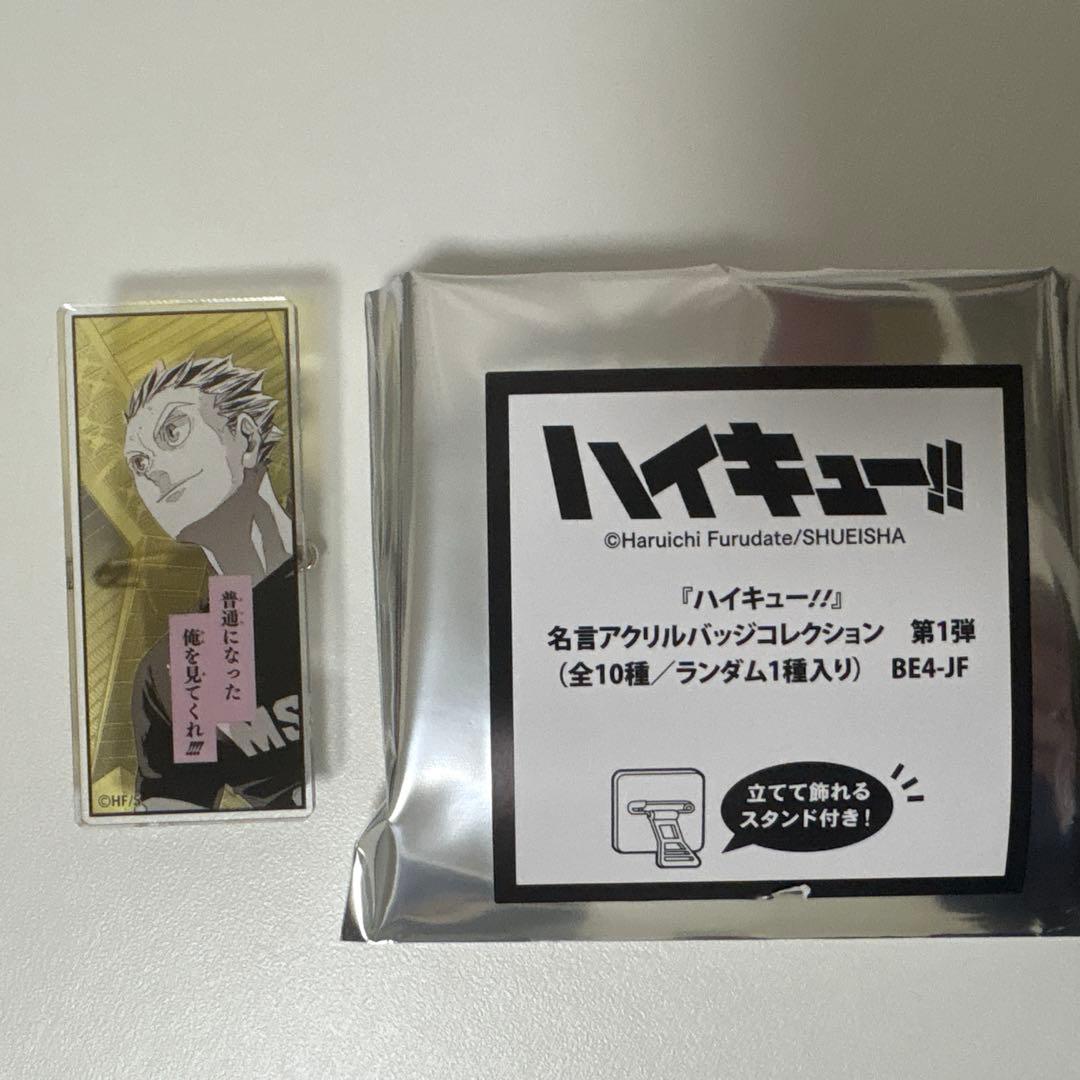 普通になった
俺を見てくれ!!!!
MS
©HF/S
ハイキュー!!
©Haruichi Furudate/SHUEISHA
『ハイキュー!!』
名言アクリルバッジコレクション 第1弾
(全10種/ランダム1種入り) BE4-JF
立てて飾れる
スタンド付き!